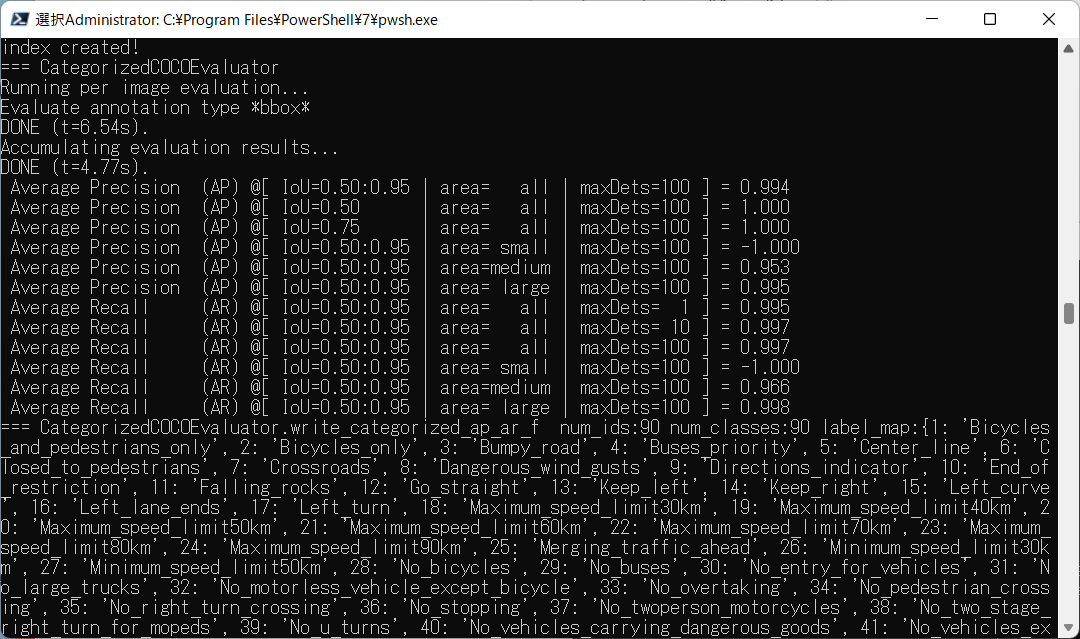 選択Administrator: C:¥Program Files¥PowerShell¥7¥pwsh.exe
index created!
=== CategorizedCOCOEvaluator
Running per image evaluation...
Evaluate annotation type *bbox*
DONE (t=6.54s).
Accumulating evaluation results...
DONE (t=4.77s).
 Average Precision  (AP) @[ IoU=0.50:0.95 | area=   all | maxDets=100 ] = 0.994
 Average Precision  (AP) @[ IoU=0.50      | area=   all | maxDets=100 ] = 1.000
 Average Precision  (AP) @[ IoU=0.75      | area=   all | maxDets=100 ] = 1.000
 Average Precision  (AP) @[ IoU=0.50:0.95 | area= small | maxDets=100 ] = -1.000
 Average Precision  (AP) @[ IoU=0.50:0.95 | area=medium | maxDets=100 ] = 0.953
 Average Precision  (AP) @[ IoU=0.50:0.95 | area= large | maxDets=100 ] = 0.995
 Average Recall     (AR) @[ IoU=0.50:0.95 | area=   all | maxDets=  1 ] = 0.995
 Average Recall     (AR) @[ IoU=0.50:0.95 | area=   all | maxDets= 10 ] = 0.997
 Average Recall     (AR) @[ IoU=0.50:0.95 | area=   all | maxDets=100 ] = 0.997
 Average Recall     (AR) @[ IoU=0.50:0.95 | area= small | maxDets=100 ] = -1.000
 Average Recall     (AR) @[ IoU=0.50:0.95 | area=medium | maxDets=100 ] = 0.966
 Average Recall     (AR) @[ IoU=0.50:0.95 | area= large | maxDets=100 ] = 0.998
=== CategorizedCOCOEvaluator.write_categorized_ap_ar_f  num_ids:90 num_classes:90 label_map:{1: 'Bicycles
_and_pedestrians_only', 2: 'Bicycles_only', 3: 'Bumpy_road', 4: 'Buses_priority', 5: 'Center_line', 6: 'C
losed_to_pedestrians', 7: 'Crossroads', 8: 'Dangerous_wind_gusts', 9: 'Directions_indicator', 10: 'End_of
_restriction', 11: 'Falling_rocks', 12: 'Go_straight', 13: 'Keep_left', 14: 'Keep_right', 15: 'Left_curve
', 16: 'Left_lane_ends', 17: 'Left_turn', 18: 'Maximum_speed_limit30km', 19: 'Maximum_speed_limit40km', 2
0: 'Maximum_speed_limit50km', 21: 'Maximum_speed_limit60km', 22: 'Maximum_speed_limit70km', 23: 'Maximum_
speed_limit80km', 24: 'Maximum_speed_limit90km', 25: 'Merging_traffic_ahead', 26: 'Minimum_speed_limit30k
m', 27: 'Minimum_speed_limit50km', 28: 'No_bicycles', 29: 'No_buses', 30: 'No_entry_for_vehicles', 31: 'N
o_large_trucks', 32: 'No_motorless_vehicle_except_bicycle', 33: 'No_overtaking', 34: 'No_pedestrian_cross
ing', 35: 'No_right_turn_crossing', 36: 'No_stopping', 37: 'No_twoperson_motorcycles', 38: 'No_two_stage_
right_turn_for_mopeds', 39: 'No_u_turns', 40: 'No_vehicles_carrying_dangerous_goods', 41: 'No_vehicles_ex